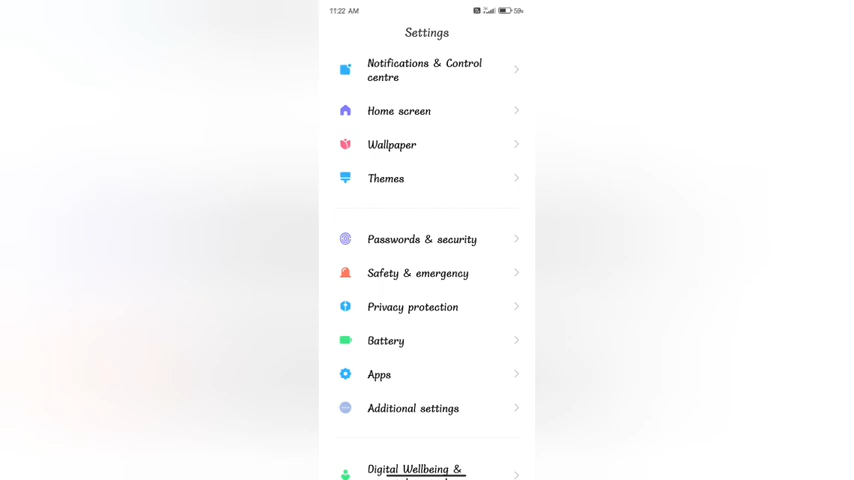 11:22 AM
59
Settings
Notifications & Control
centre
Home screen
Wallpaper
Themes
Passwords & security
Safety & emergency
Privacy protection
Battery
Apps
Additional settings
Digital Wellbeing &